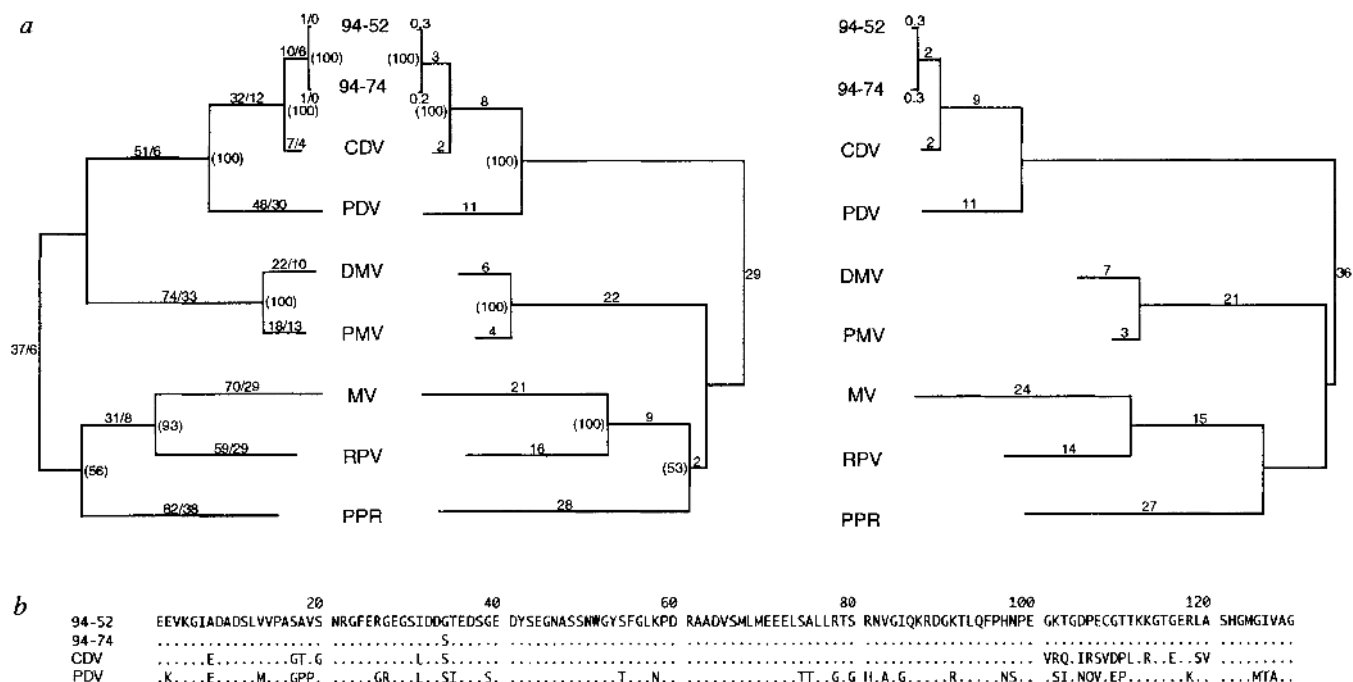 a
1/0 94-52 0.3 0.3 94-52
10/6 (100) (100) 3 2
94-74 94-74
32/12 1/0 (100) 0.2 (100) 8 0.3 9
7/4 CDV 2 CDV 2
51/6 (100) (100)
48/30 PDV 11 PDV 11
29 36
22/10 DMV 6 DMV 7
74/33 (100) (100) 22 21
18/13 PMV 4 PMV 3
37/6
70/29 MV 21 MV 24
31/8 (93) (100) 9 15
59/29 RPV 16 RPV 14
(56) (53) 2
82/38 PPR 28 PPR 27
b
20 40 60 80 100 120
94-52 EEVKGIADADSLVVPASAVS NRGFERGEGSIDDGTEDSGE DYSEGNASSNWGYSFGLKPD RAADVSMLMEEELSALLRTS RNVGIQKRDGKTLQFPHNPE GKTGDPECGTTKKGTGERLA SHGMGIVAG
94-74 S
CDV ......E.........GT.G ...........L..S..... VRQ.IRSVDPL.R..E..SV
PDV .K....E.....M...GPP. .....GR....L..SI...S. ......T...N.. TT...G.G H.A.G.....R.....NS.. .SI..NOV.EP.......K.. .....MTA..